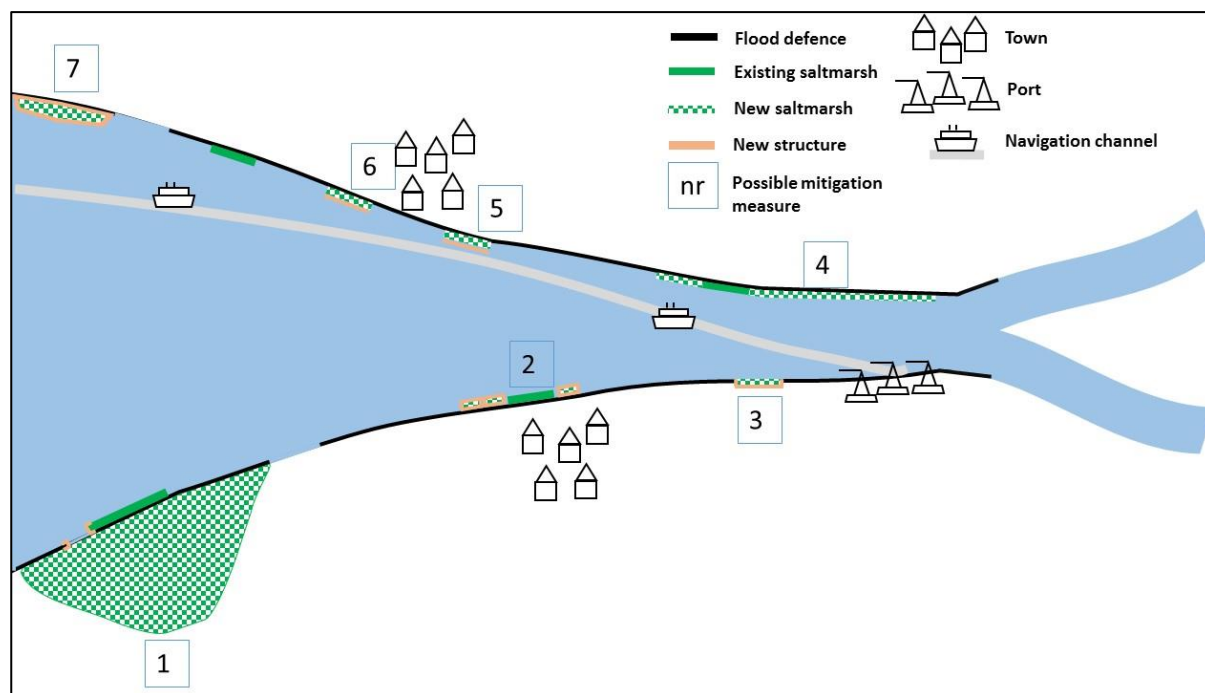 7
6
5
4
2
3
1
Flood defence
Existing saltmarsh
New saltmarsh
New structure
nr
Possible mitigation
measure
Town
Port
Navigation channel